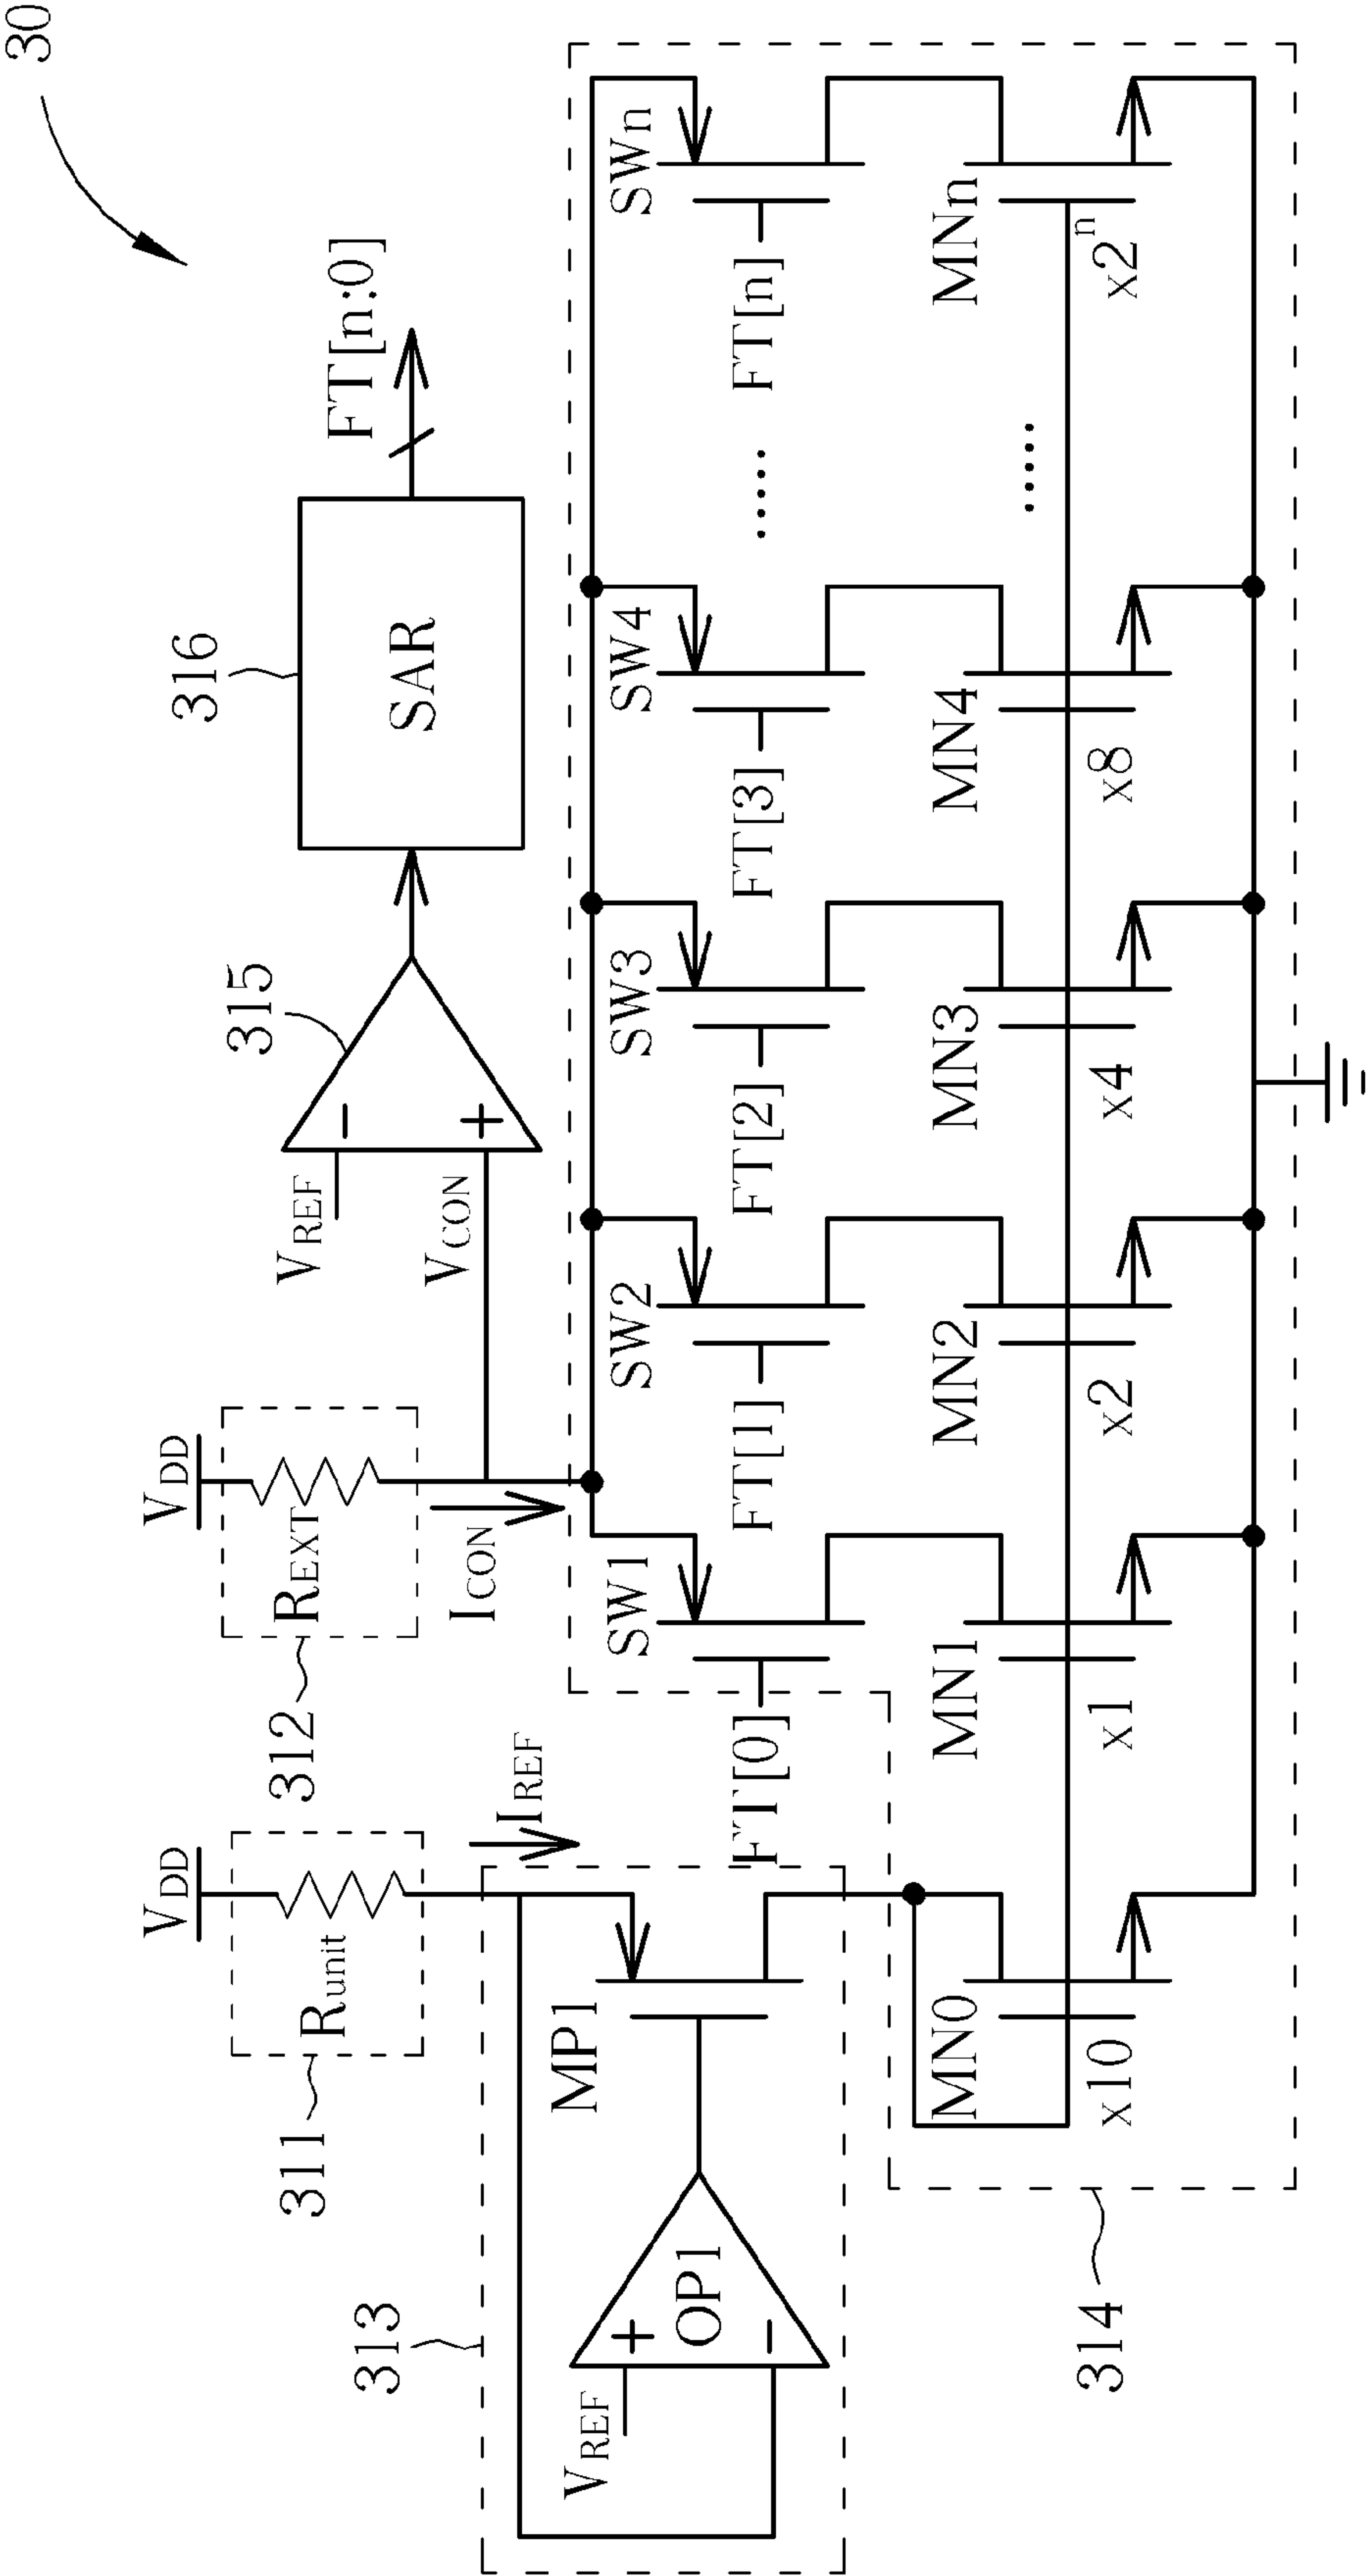 30
V_DD
V_DD
R_unit
R_EXT
311
312
I_REF
I_CON
V_REF
V_CON
315
316
SAR
FT[n:0]
313
V_REF
OP1
MP1
SW1
SW2
SW3
SW4
SWn
FT[0]
FT[1]
FT[2]
FT[3]
.....
FT[n]
MN0
MN1
MN2
MN3
MN4
.....
MNn
x10
x1
x2
x4
x8
x2^n
314